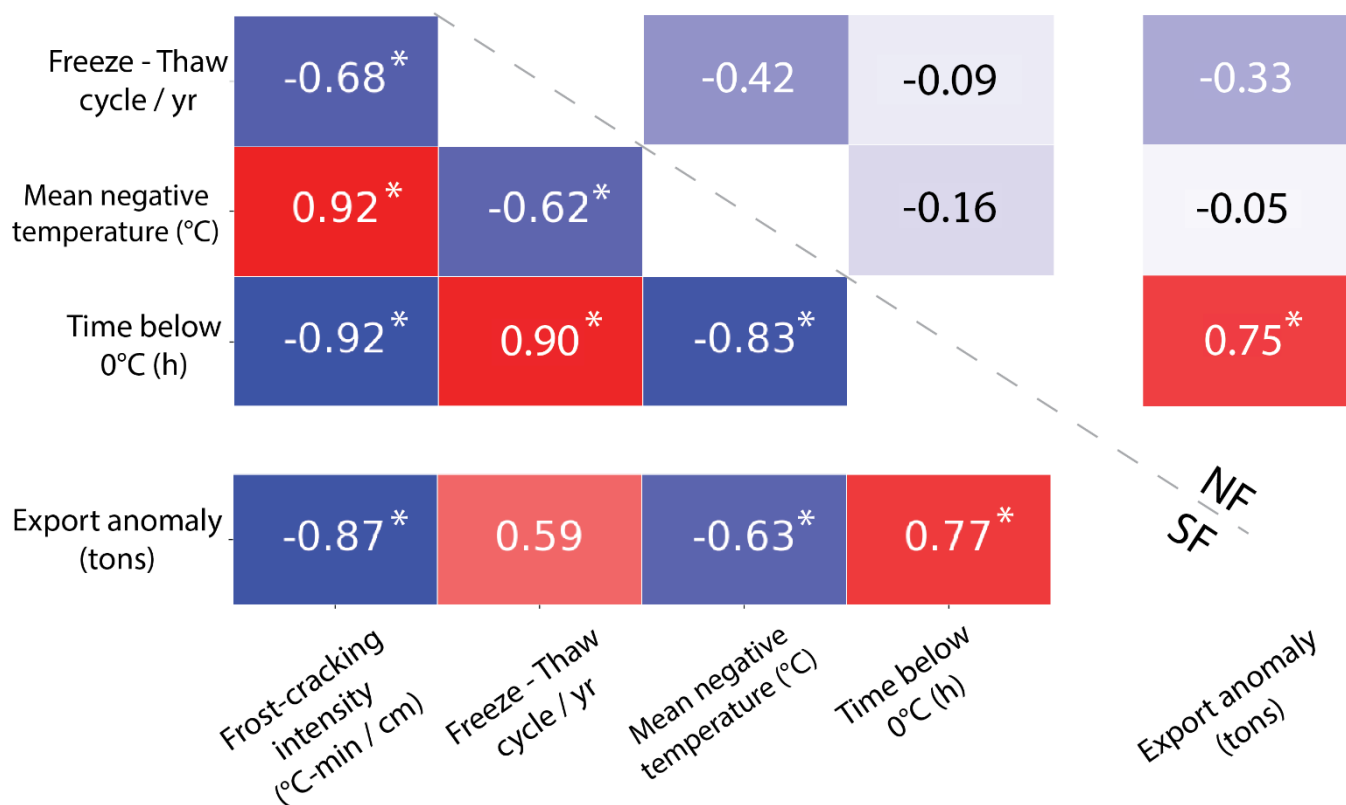 Freeze - Thaw
cycle / yr
-0.68* -0.42 -0.09 -0.33
Mean negative
temperature (°C)
0.92* -0.62* -0.16 -0.05
Time below
0°C (h)
-0.92* 0.90* -0.83* 0.75*
NF
SF
Export anomaly
(tons)
-0.87* 0.59 -0.63* 0.77*
Frost-cracking
intensity
(°C-min / cm)
Freeze - Thaw
cycle / yr
Mean negative
temperature (°C)
Time below
0°C (h)
Export anomaly
(tons)